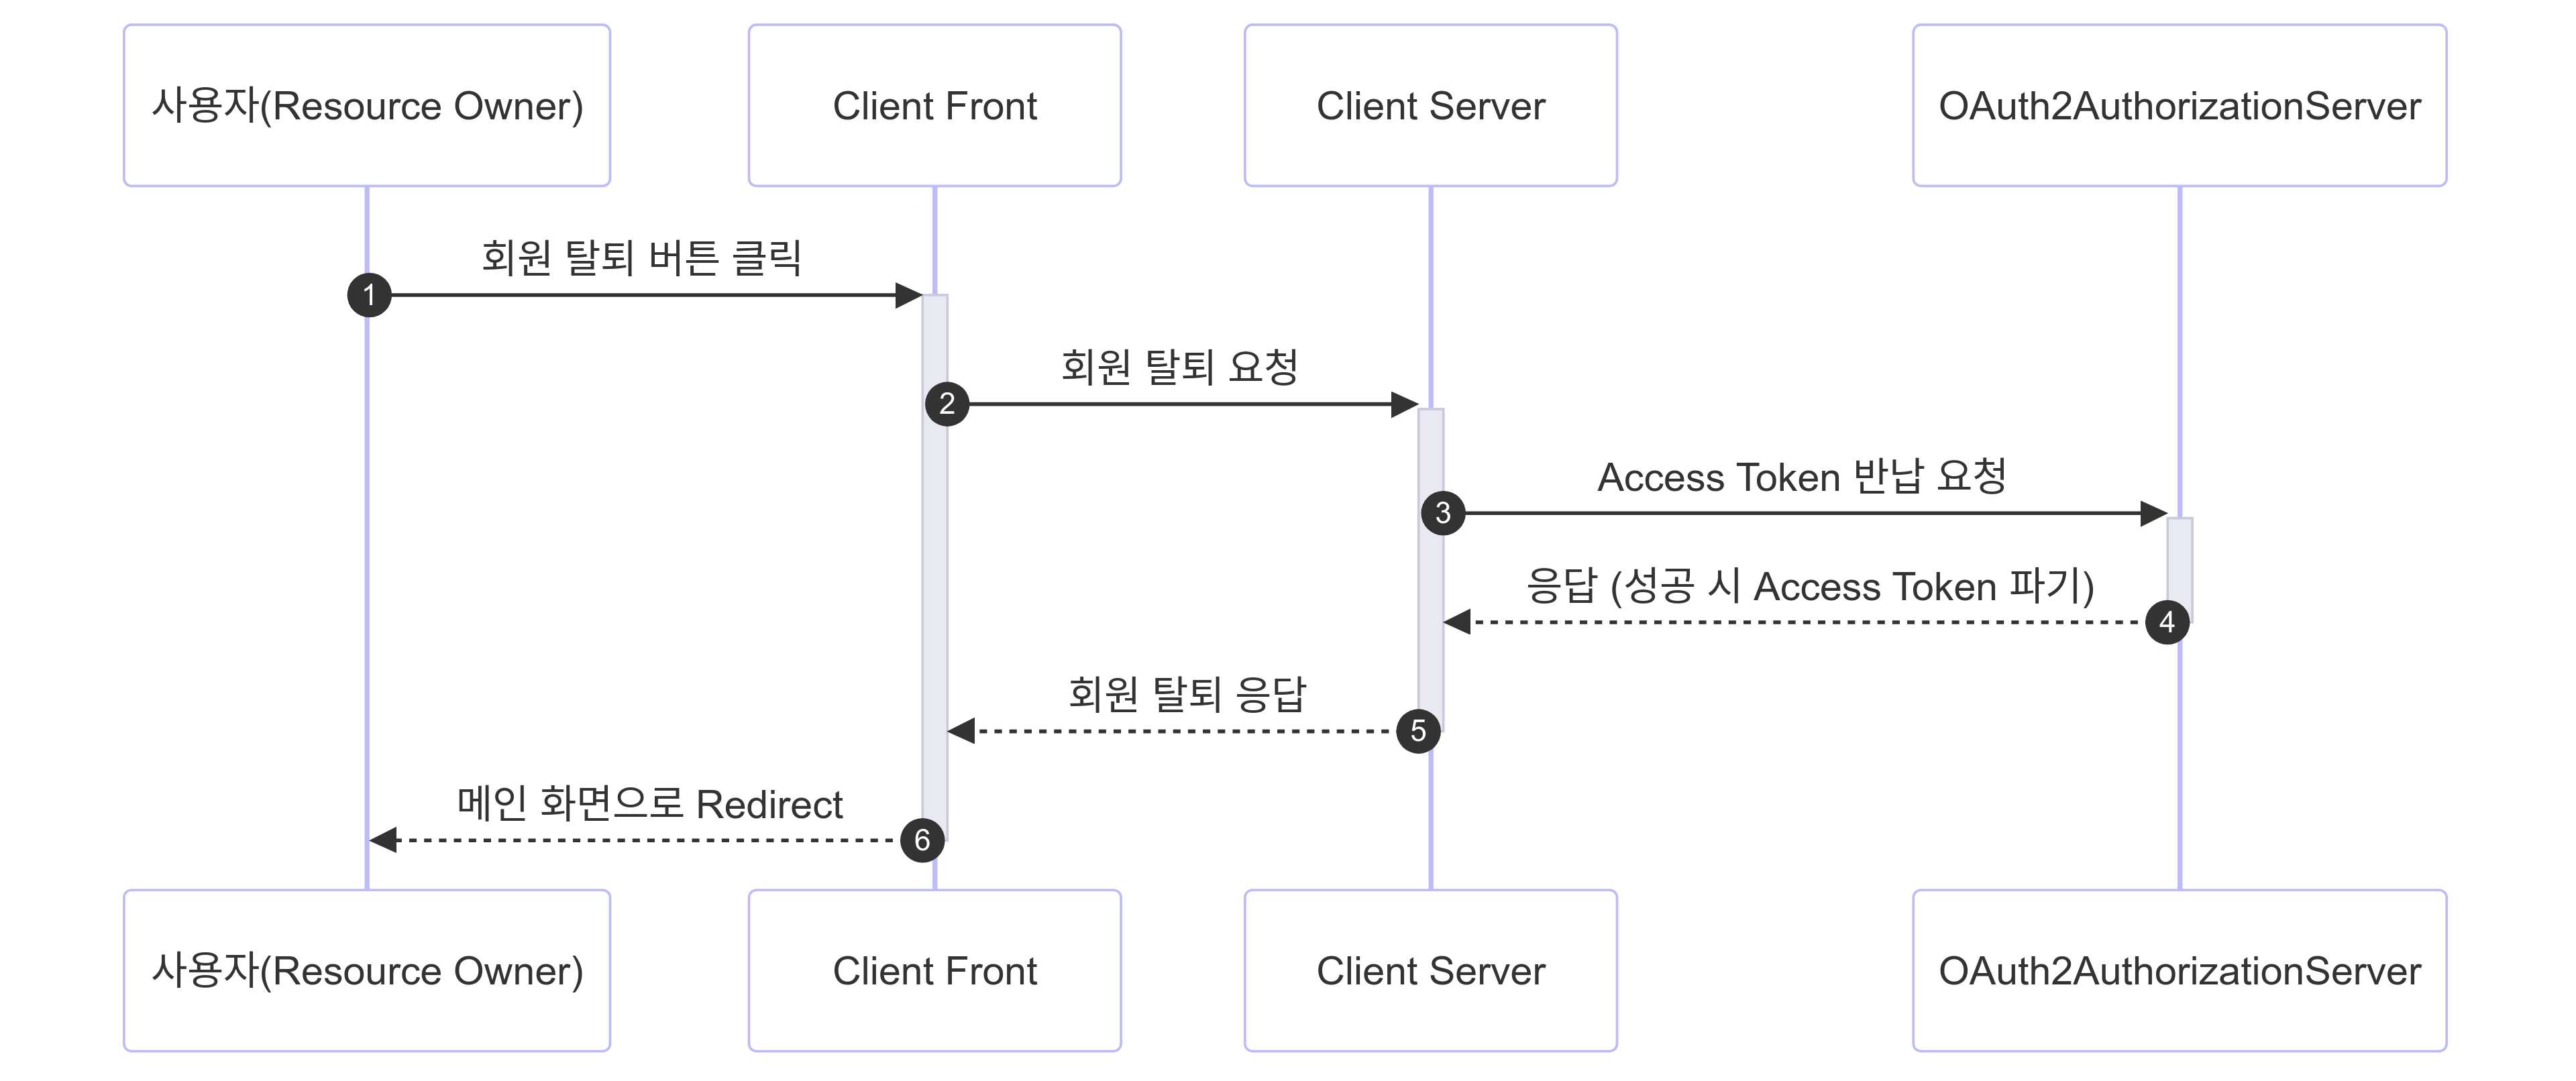 사용자(Resource Owner)
Client Front
Client Server
OAuth2AuthorizationServer
회원 탈퇴 버튼 클릭
1
회원 탈퇴 요청
2
Access Token 반납 요청
3
응답 (성공 시 Access Token 파기)
4
회원 탈퇴 응답
5
메인 화면으로 Redirect
6
사용자(Resource Owner)
Client Front
Client Server
OAuth2AuthorizationServer